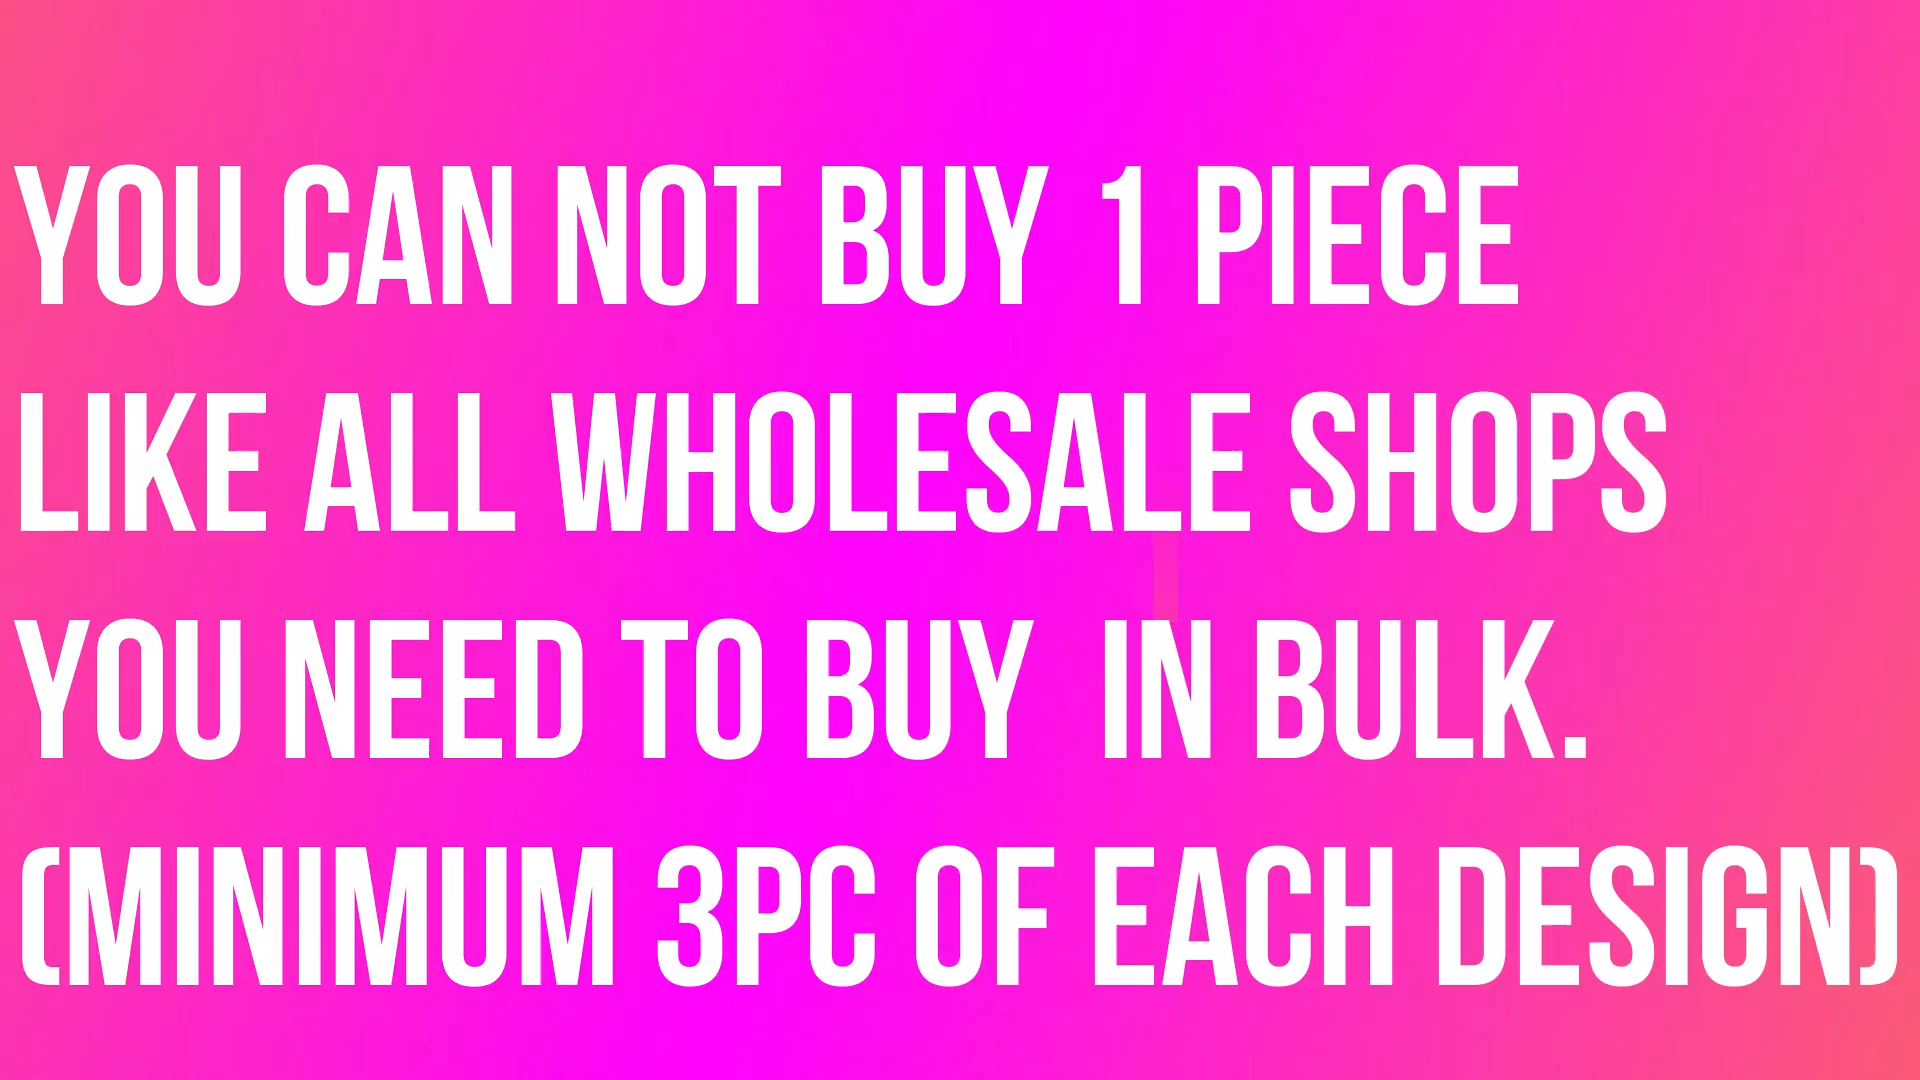 YOU CAN NOT BUY 1 PIECE
LIKE ALL WHOLESALE SHOPS
YOU NEED TO BUY IN BULK.
(MINIMUM 3PC OF EACH DESIGN)